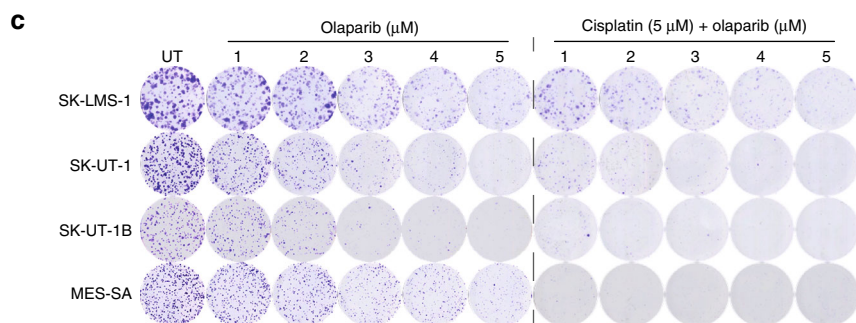 c
Olaparib (μM)
Cisplatin (5 μM) + olaparib (μM)
UT 1 2 3 4 5 1 2 3 4 5
SK-LMS-1
SK-UT-1
SK-UT-1B
MES-SA